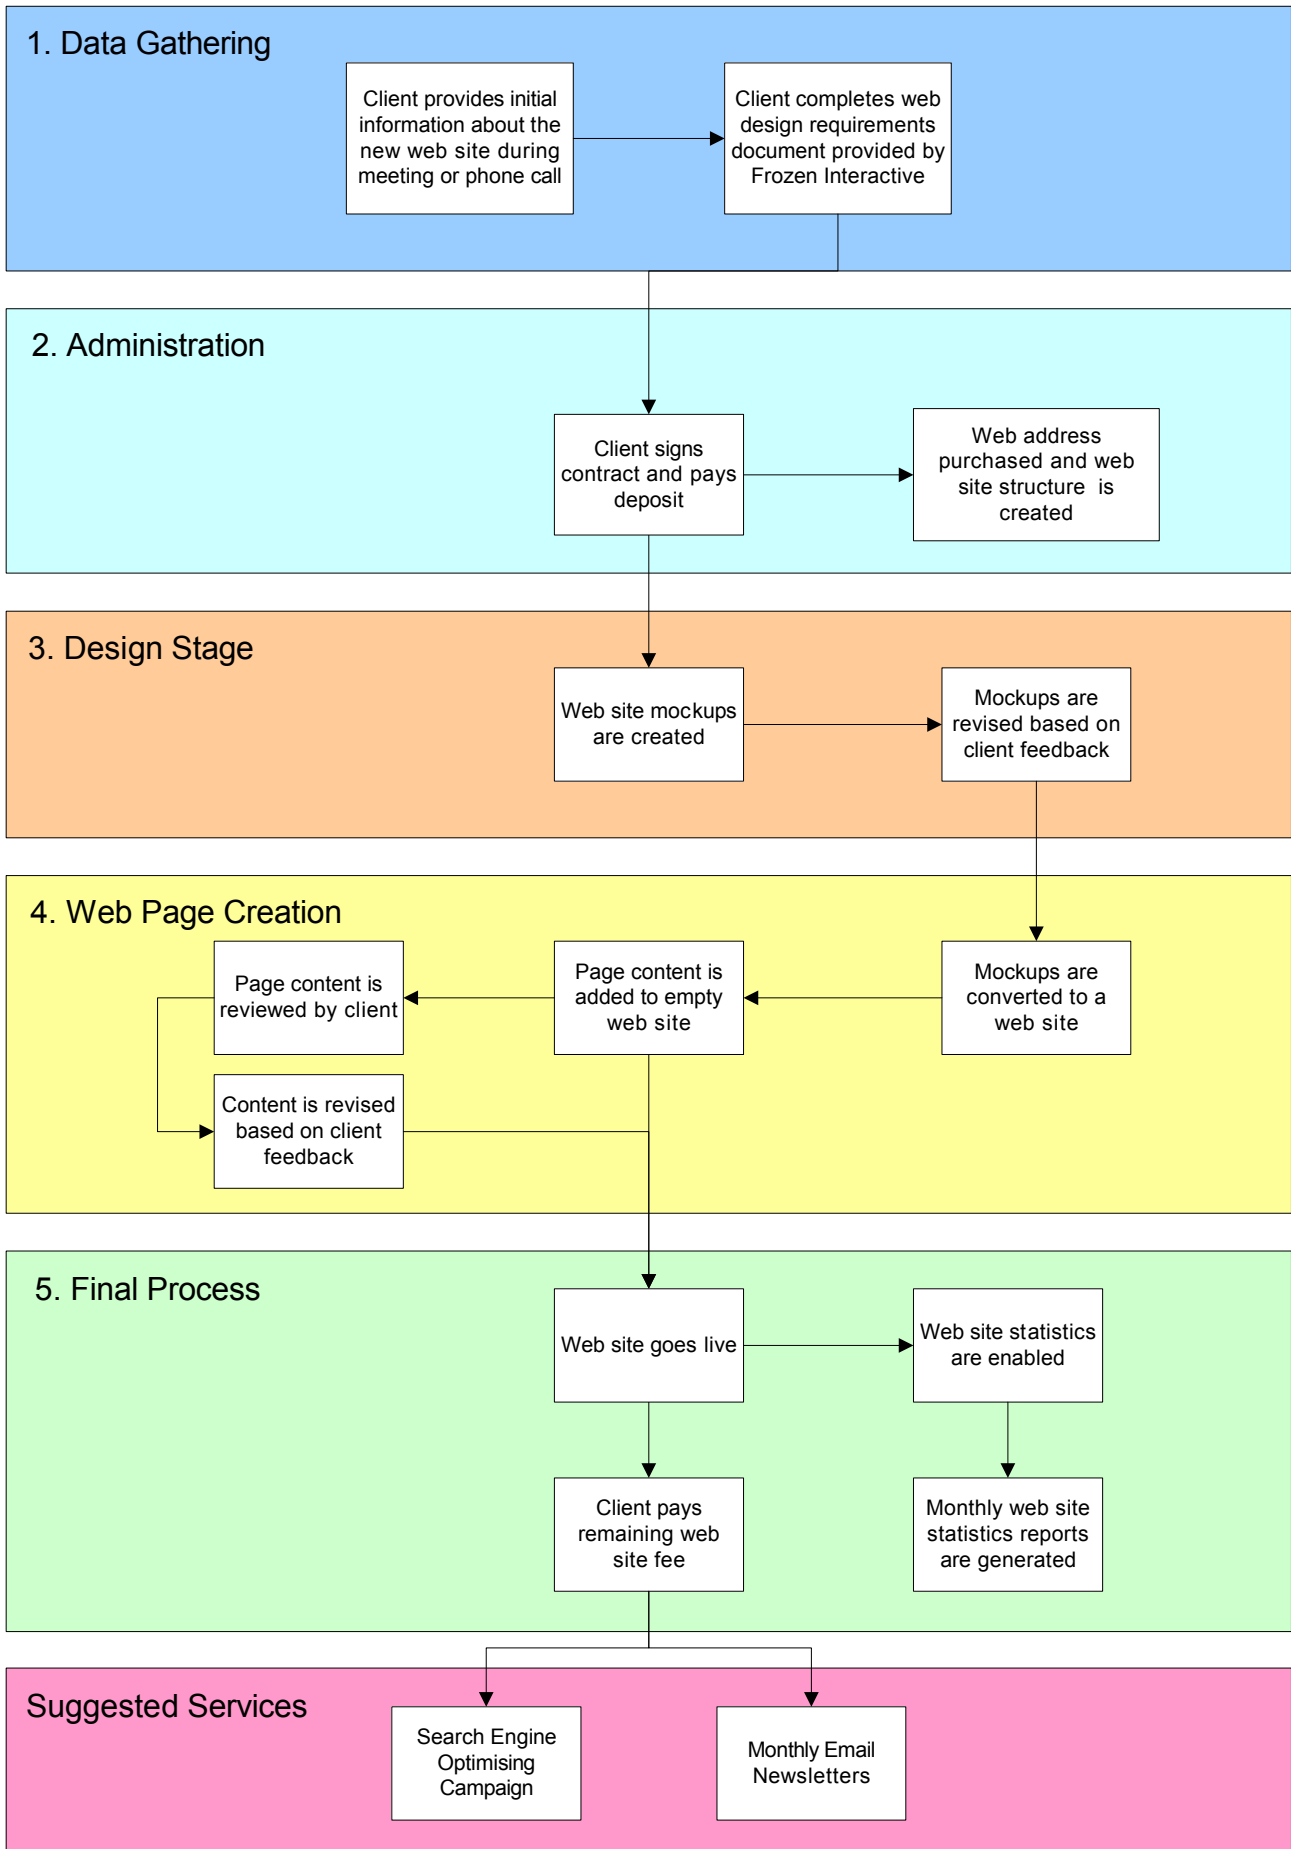 1. Data Gathering
Client provides initial
information about the
new web site during
meeting or phone call
Client completes web
design requirements
document provided by
Frozen Interactive
2. Administration
Client signs
contract and pays
deposit
Web address
purchased and web
site structure is
created
3. Design Stage
Web site mockups
are created
Mockups are
revised based on
client feedback
4. Web Page Creation
Page content is
reviewed by client
Page content is
added to empty
web site
Mockups are
converted to a
web site
Content is revised
based on client
feedback
5. Final Process
Web site goes live
Web site statistics
are enabled
Client pays
remaining web
site fee
Monthly web site
statistics reports
are generated
Suggested Services
Search Engine
Optimising
Campaign
Monthly Email
Newsletters